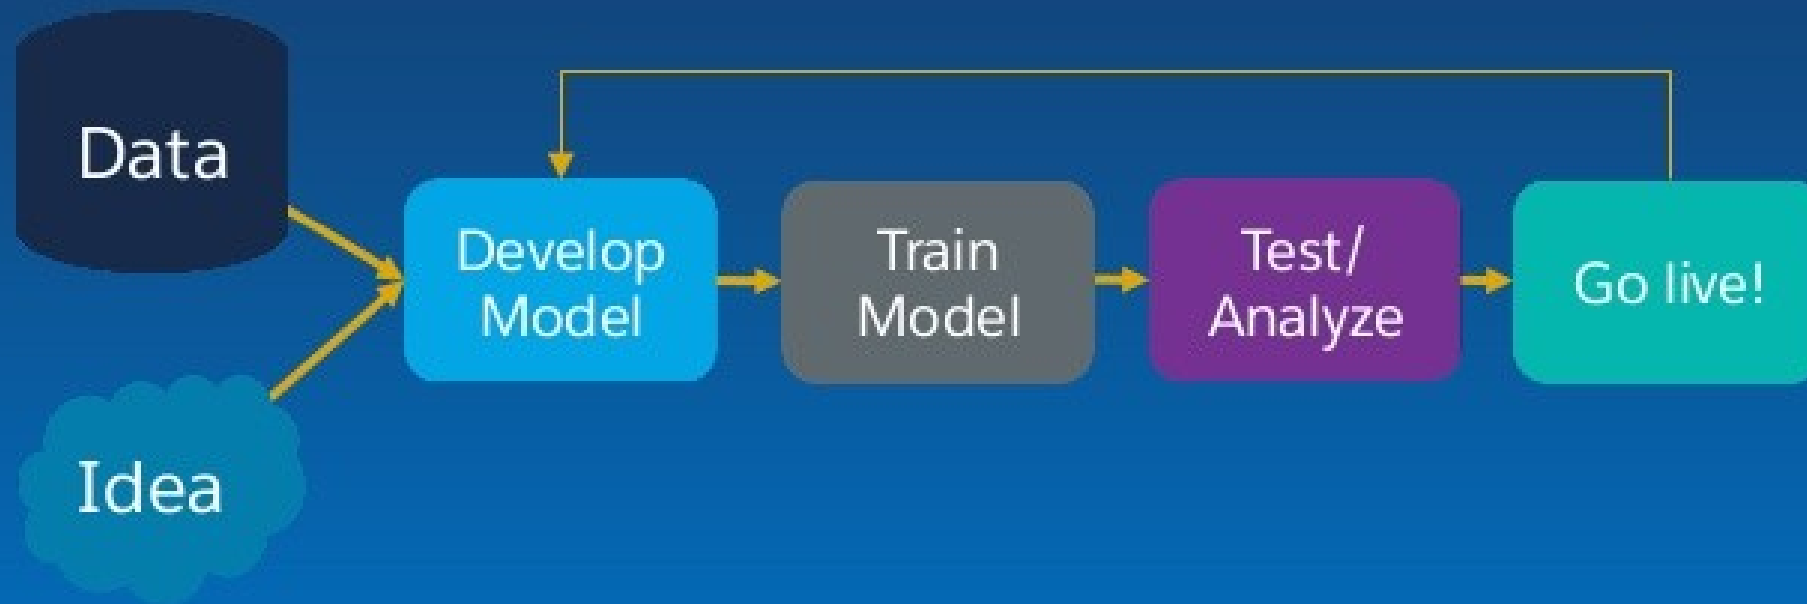 Data
Idea
Develop
Model
Train
Model
Test/
Analyze
Go live!